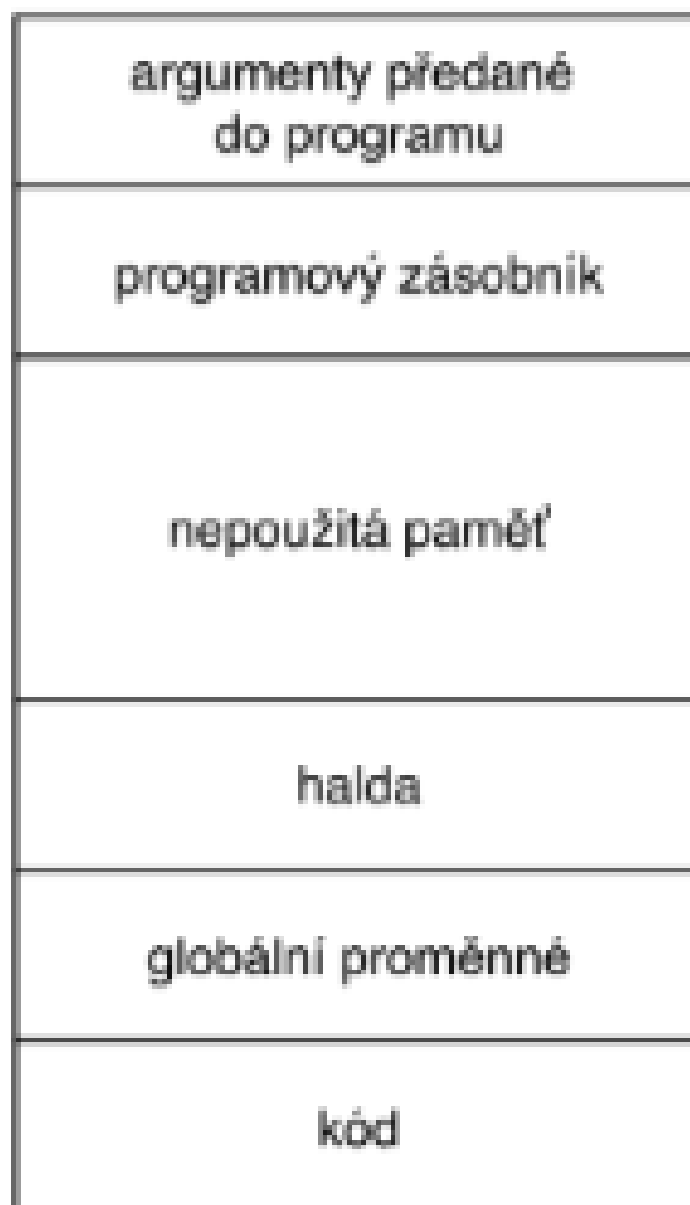 argumenty předané
do programu
programový zásobník
nepoužitá paměť
halda
globální proměnné
kód